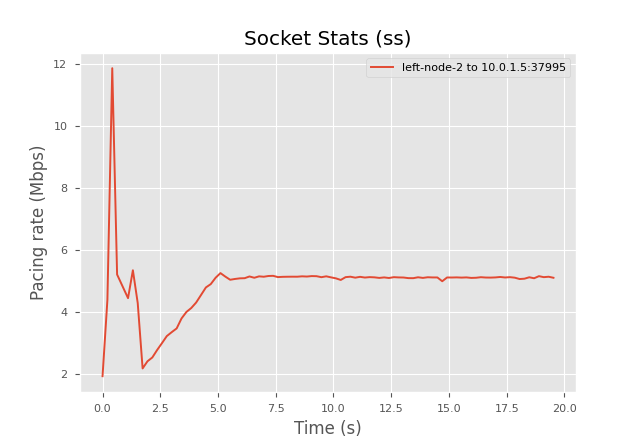 Socket Stats (ss)
left-node-2 to 10.0.1.5:37995
Pacing rate (Mbps)
12
10
8
6
4
2
0.0 2.5 5.0 7.5 10.0 12.5 15.0 17.5 20.0
Time (s)